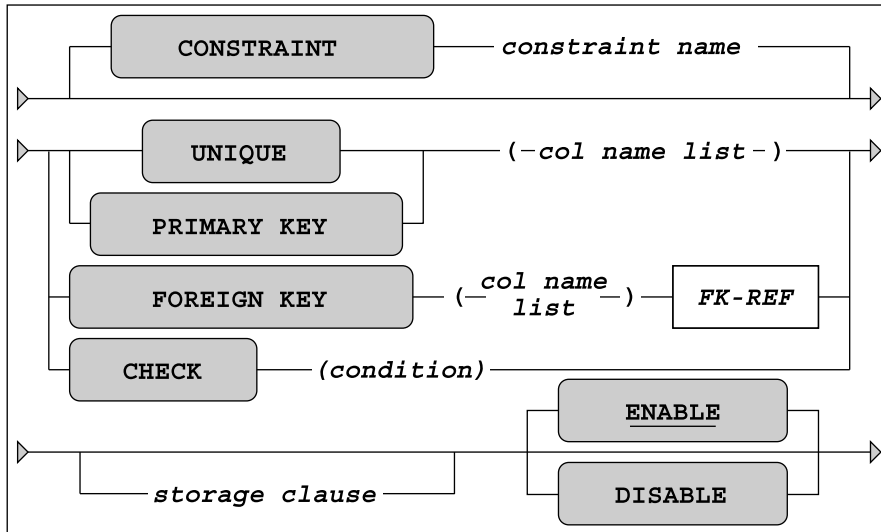 CONSTRAINT constraint name
UNIQUE ( col name list )
PRIMARY KEY
FOREIGN KEY ( col name list ) FK-REF
CHECK (condition)
ENABLE
storage clause
DISABLE